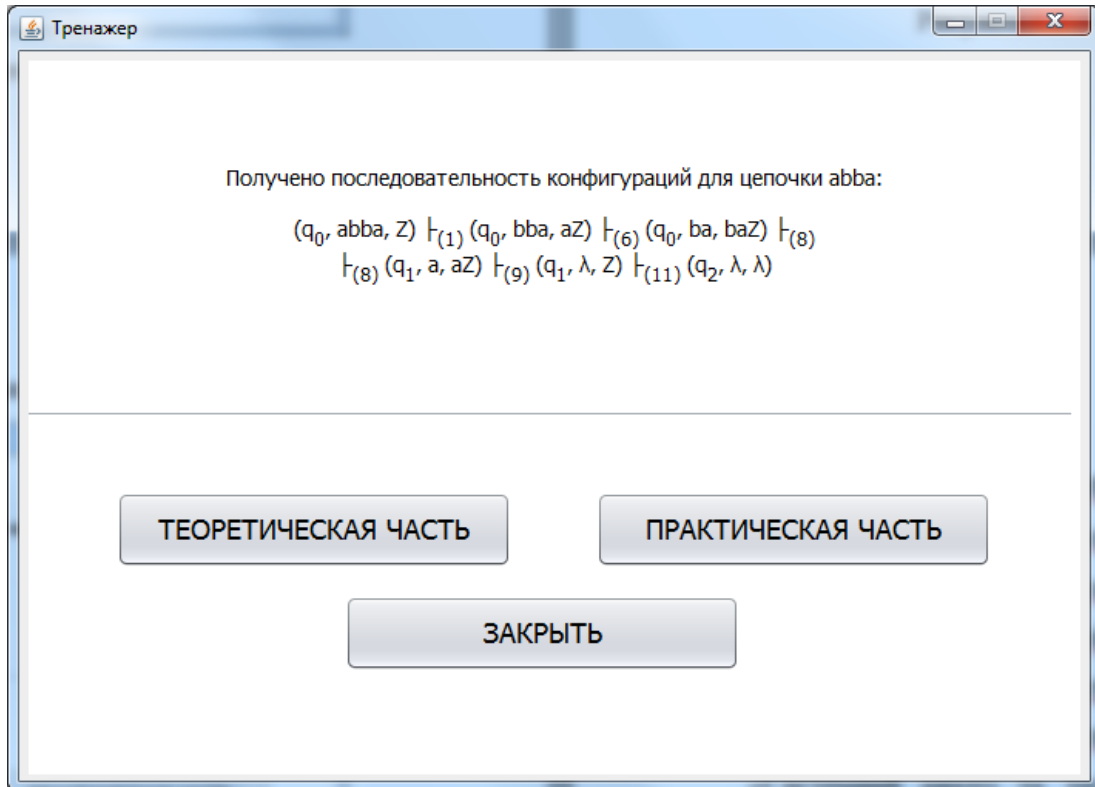 Тренажер
Получено последовательность конфигураций для цепочки abba:
(q₀, abba, Z) ├₍₁₎ (q₀, bba, aZ) ├₍₆₎ (q₀, ba, baZ) ├₍₈₎
├₍₈₎ (q₁, a, aZ) ├₍₉₎ (q₁, λ, Z) ├₍₁₁₎ (q₂, λ, λ)
ТЕОРЕТИЧЕСКАЯ ЧАСТЬ
ПРАКТИЧЕСКАЯ ЧАСТЬ
ЗАКРЫТЬ